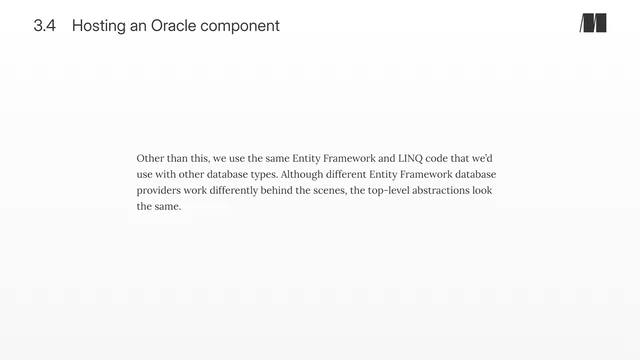 3.4 Hosting an Oracle component
Other than this, we use the same Entity Framework and LINQ code that we'd
use with other database types. Although different Entity Framework database
providers work differently behind the scenes, the top-level abstractions look
the same.